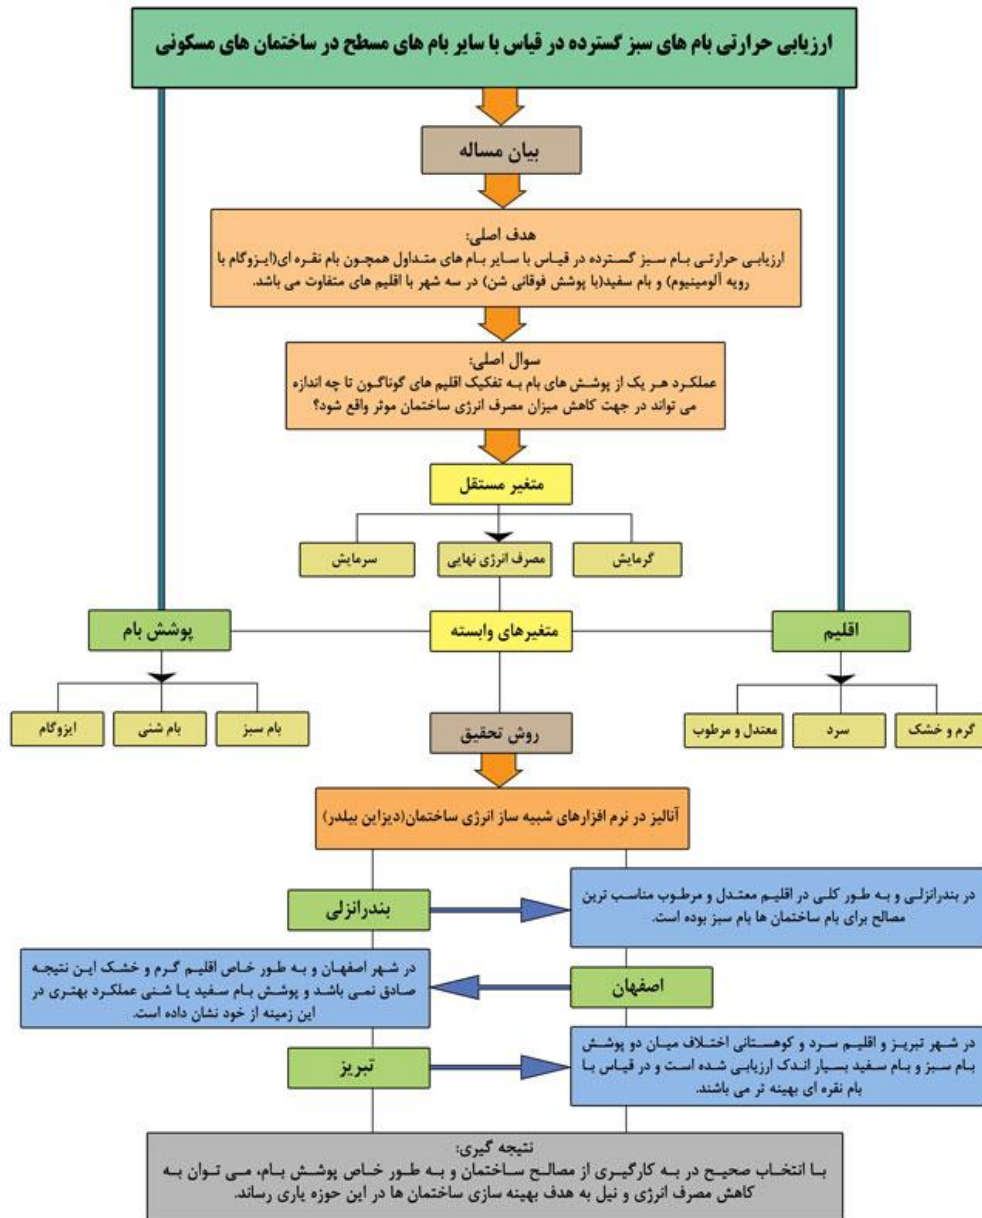 ارزیابی حرارتی بام های سبز گسترده در قیاس با سایر بام های مسطح در ساختمان های مسکونی
بیان مساله
هدف اصلی:
ارزیابی حرارتی بام سبز گسترده در قیاس با سایر بام های متداول همچون بام نقره ای(ایزوگام با
رویه آلومینیوم) و بام سفید(با پوشش فوقانی شن) در سه شهر با اقلیم های متفاوت می باشد.
سوال اصلی:
عملکرد هر یک از پوشش های بام به تفکیک اقلیم های گوناگون تا چه اندازه
می تواند در جهت کاهش میزان مصرف انرژی ساختمان موثر واقع شود؟
متغیر مستقل
گرمایش
مصرف انرژی نهایی
سرمایش
اقلیم
متغیرهای وابسته
پوشش بام
گرم و خشک
سرد
معتدل و مرطوب
بام سبز
بام شنی
ایزوگام
روش تحقیق
آنالیز در نرم افزارهای شبیه ساز انرژی ساختمان(دیزاین بیلدر)
بندرانزلی
در بندرانزلی و به طور کلی در اقلیم معتدل و مرطوب مناسب ترین
مصالح برای بام ساختمان ها بام سبز بوده است.
اصفهان
در شهر اصفهان و به طور خاص اقلیم گرم و خشک این نتیجه
صادق نمی باشد و پوشش بام سفید یا شنی عملکرد بهتری در
این زمینه از خود نشان داده است.
تبریز
در شهر تبریز و اقلیم سرد و کوهستانی اختلاف میان دو پوشش
بام سبز و بام سفید بسیار اندک ارزیابی شده است و در قیاس با
بام نقره ای بهینه تر می باشند.
نتیجه گیری:
با انتخاب صحیح در به کارگیری از مصالح ساختمان و به طور خاص پوشش بام، می توان به
کاهش مصرف انرژی و نیل به هدف بهینه سازی ساختمان ها در این حوزه یاری رساند.